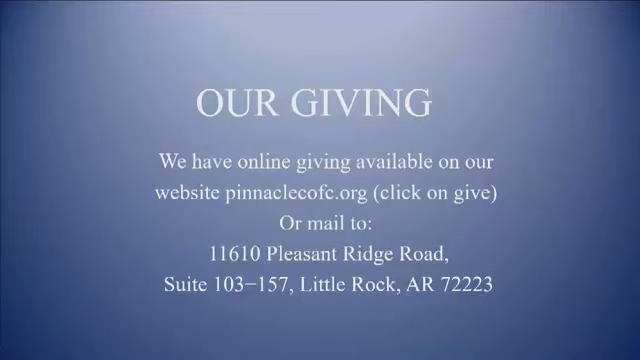 OUR GIVING
We have online giving available on our
website pinnaclecofc.org (click on give)
Or mail to:
11610 Pleasant Ridge Road,
Suite 103−157, Little Rock, AR 72223